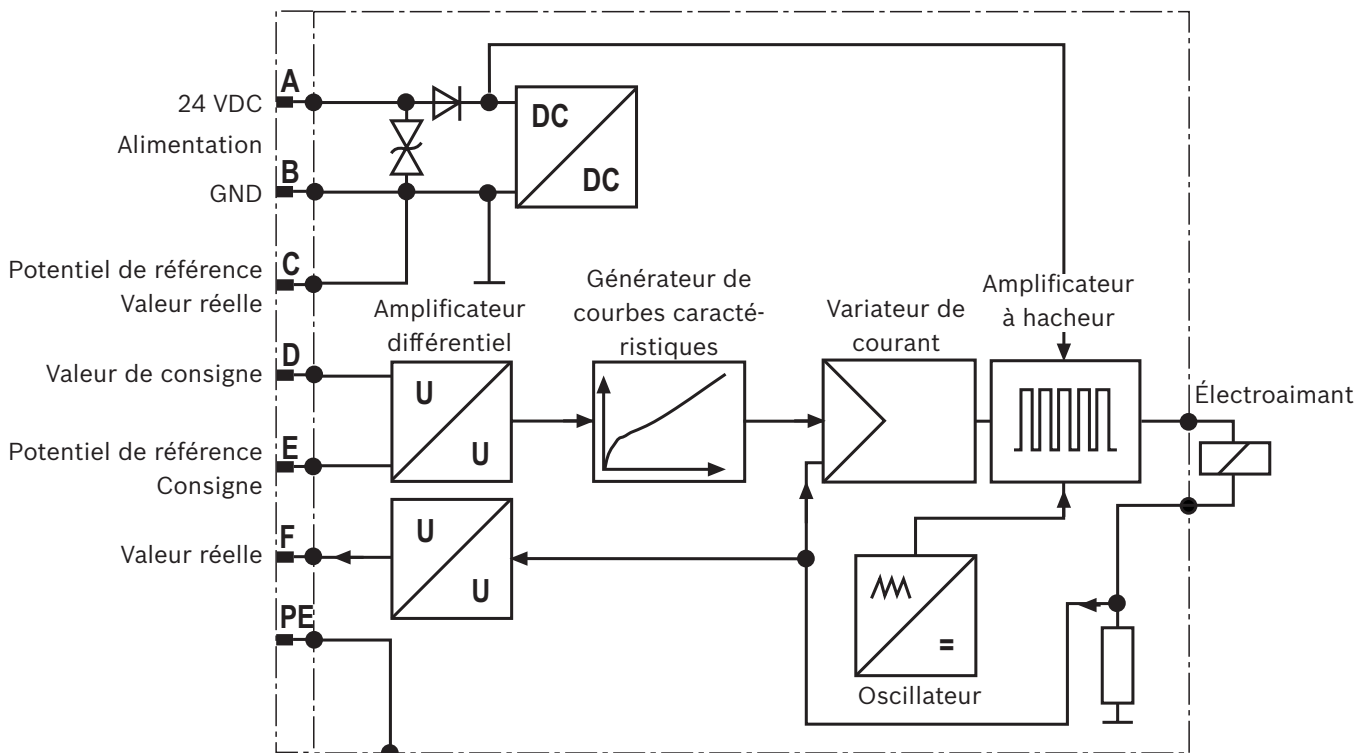 A
24 VDC
Alimentation
B
GND
DC
DC
C
Potentiel de référence
Valeur réelle
Amplificateur
différentiel
Générateur de
courbes caracté-
ristiques
Variateur de
courant
Amplificateur
à hacheur
D
Valeur de consigne
U
U
Électroaimant
E
Potentiel de référence
Consigne
F
Valeur réelle
U
U
PE
=
Oscillateur